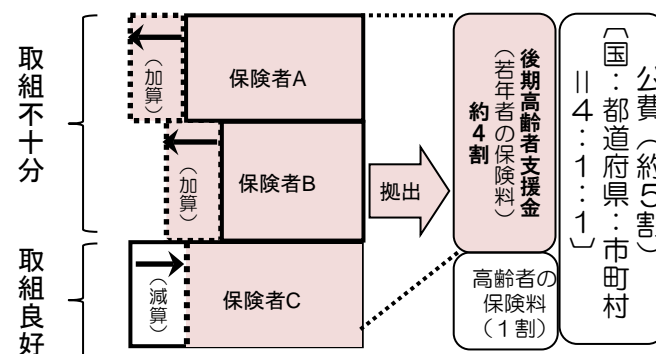 取組不十分
(加算)
保険者A
(加算)
保険者B
取組良好
(減算)
保険者C
拠出
後期高齢者支援金
(若年者の保険料)
約4割
高齢者の
保険料
(1割)
公費(約5割)
〔国:都道府県:市町村
=4:1:1〕